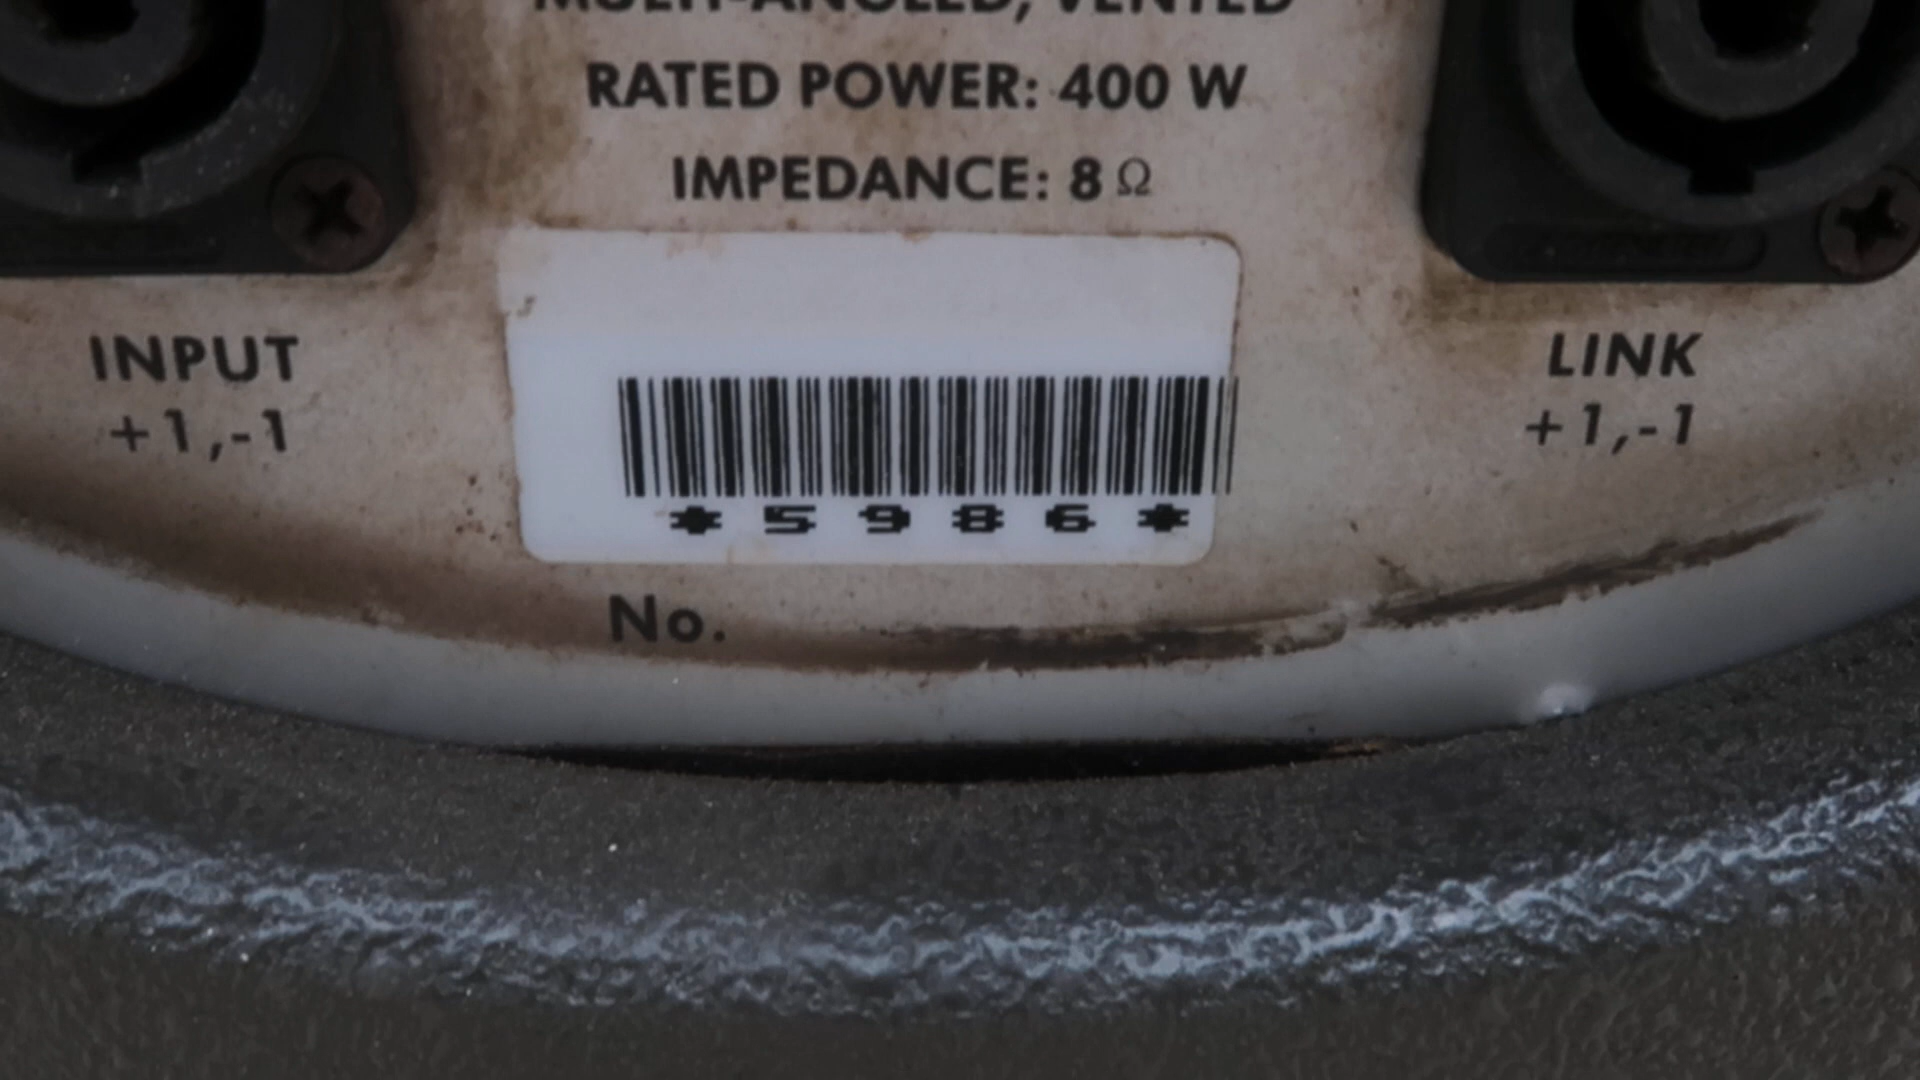 MULTI-ANGLED, VENTED
RATED POWER: 400 W
IMPEDANCE: 8 Ω
INPUT
+1,-1
LINK
+1,-1
*5986*
No.